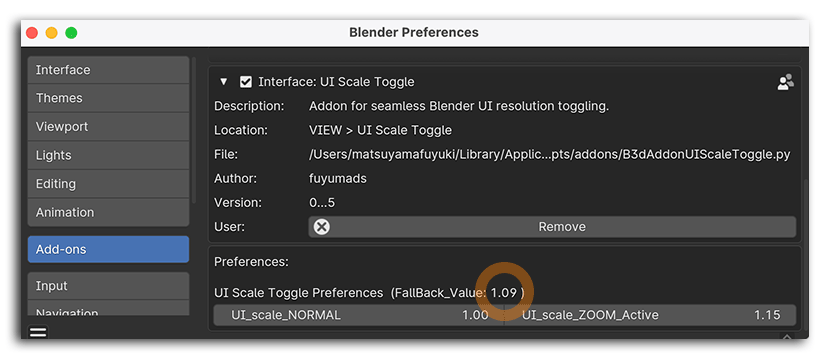 Blender Preferences
Interface
Themes
Viewport
Lights
Editing
Animation
Add-ons
Input
Navigation
Interface: UI Scale Toggle
Description: Addon for seamless Blender UI resolution toggling.
Location: VIEW > UI Scale Toggle
File: /Users/matsuyamafuyuki/Library/Applic...pts/addons/B3dAddonUIScaleToggle.py
Author: fuyumads
Version: 0...5
User: Remove
Preferences:
UI Scale Toggle Preferences (FallBack_Value: 1.09 )
UI_scale_NORMAL 1.00 UI_scale_ZOOM_Active 1.15